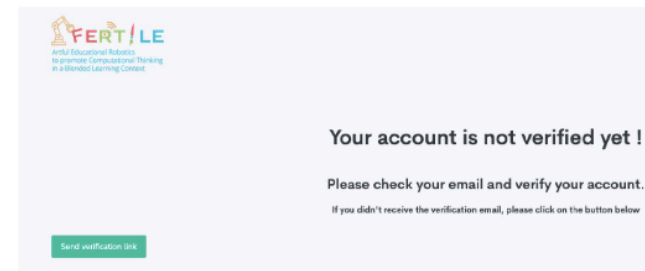 FERTILE
Artful Educational Robotics
to promote Computational Thinking
in a Blended Learning Context
Your account is not verified yet !
Please check your email and verify your account.
If you didn't receive the verification email, please click on the button below
Send verification link